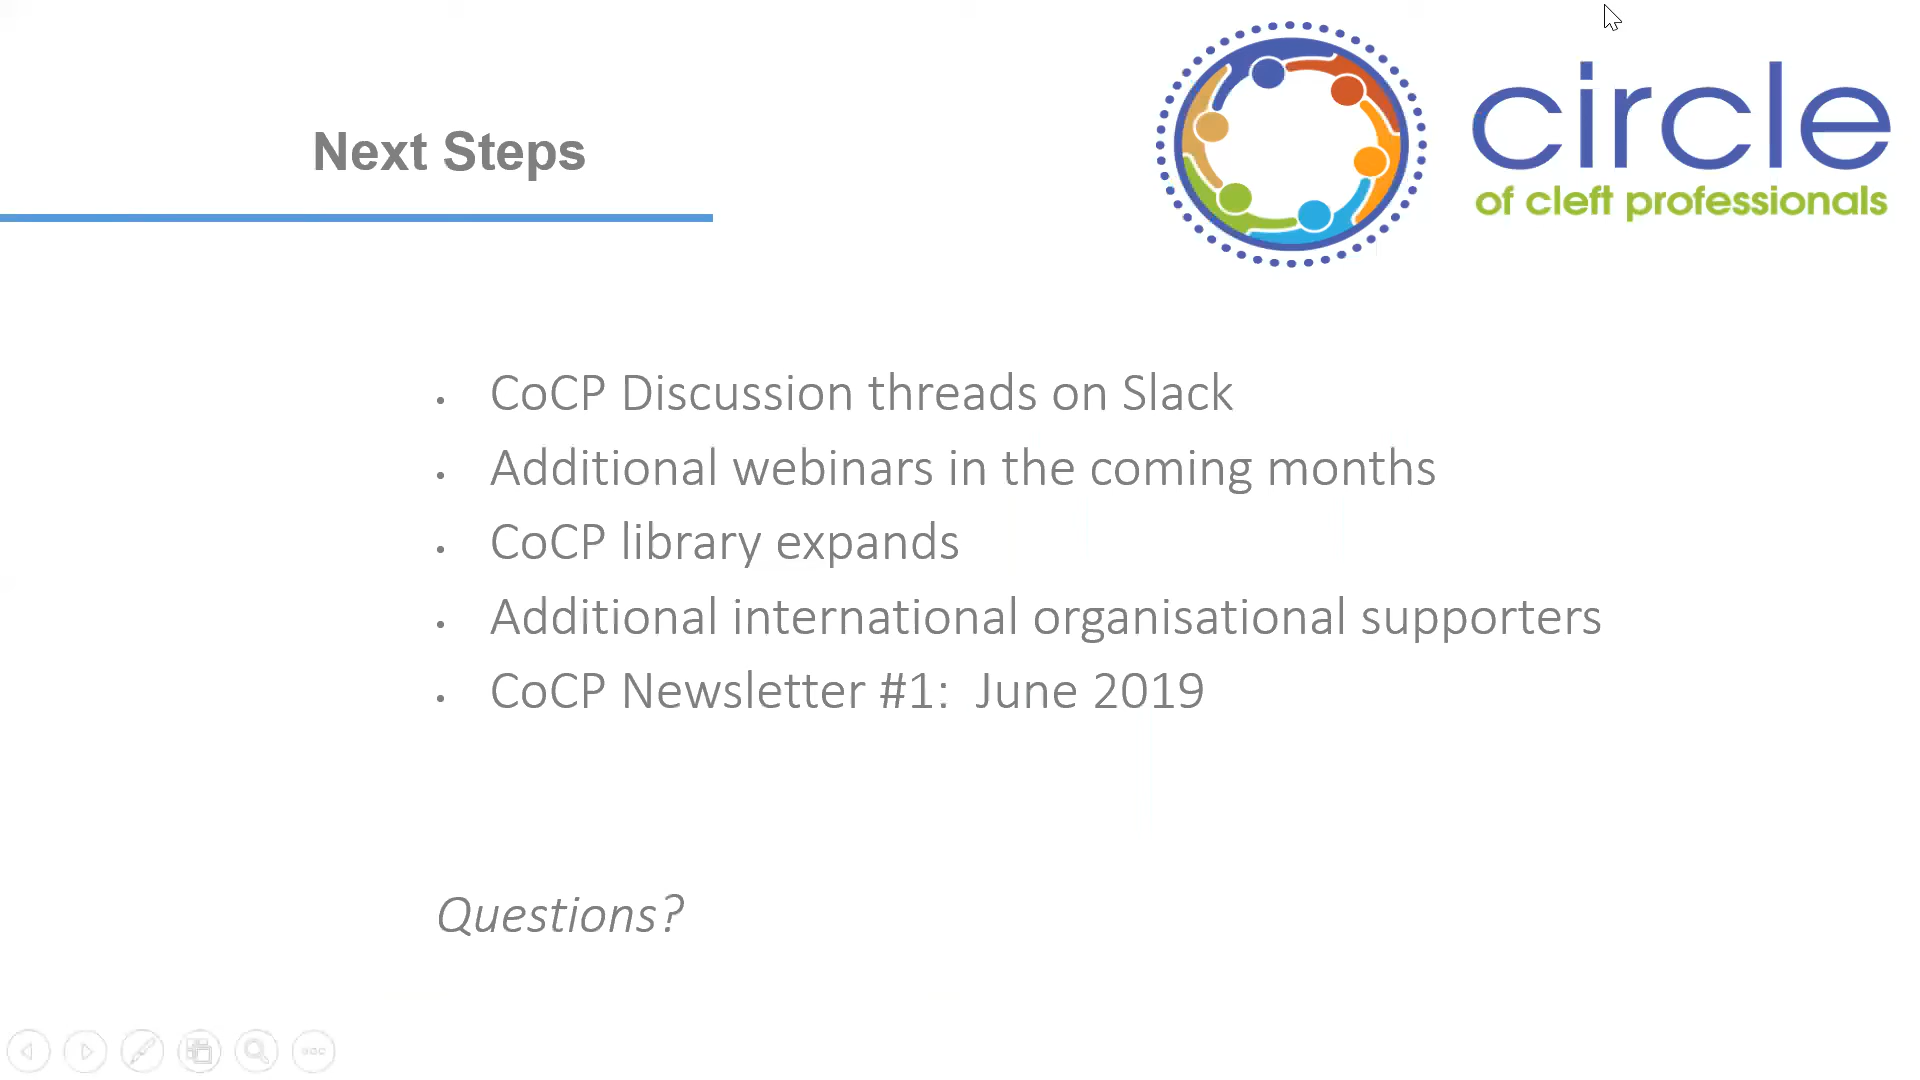 Next Steps
circle
of cleft professionals
• CoCP Discussion threads on Slack
• Additional webinars in the coming months
• CoCP library expands
• Additional international organisational supporters
• CoCP Newsletter #1:  June 2019
Questions?